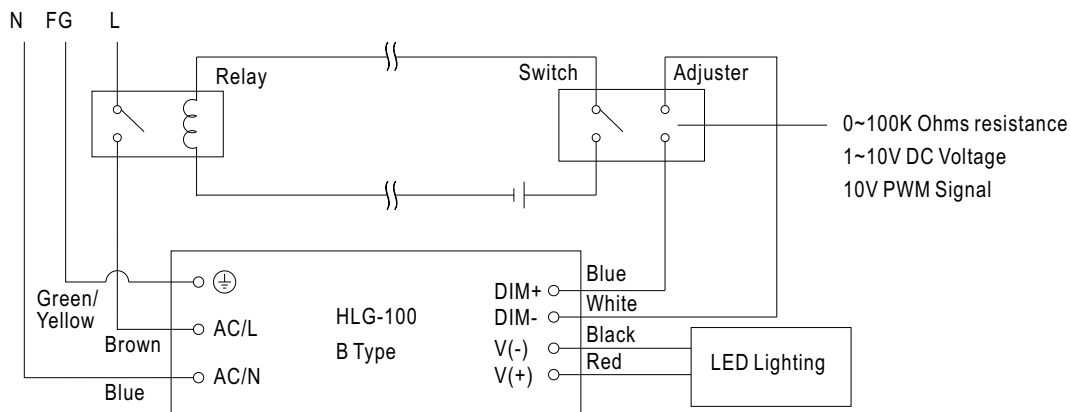 N FG L
Relay
Switch
Adjuster
0~100K Ohms resistance
1~10V DC Voltage
10V PWM Signal
Green/
Yellow
Brown
Blue
AC/L
AC/N
HLG-100
B Type
DIM+
DIM-
V(-)
V(+)
Blue
White
Black
Red
LED Lighting